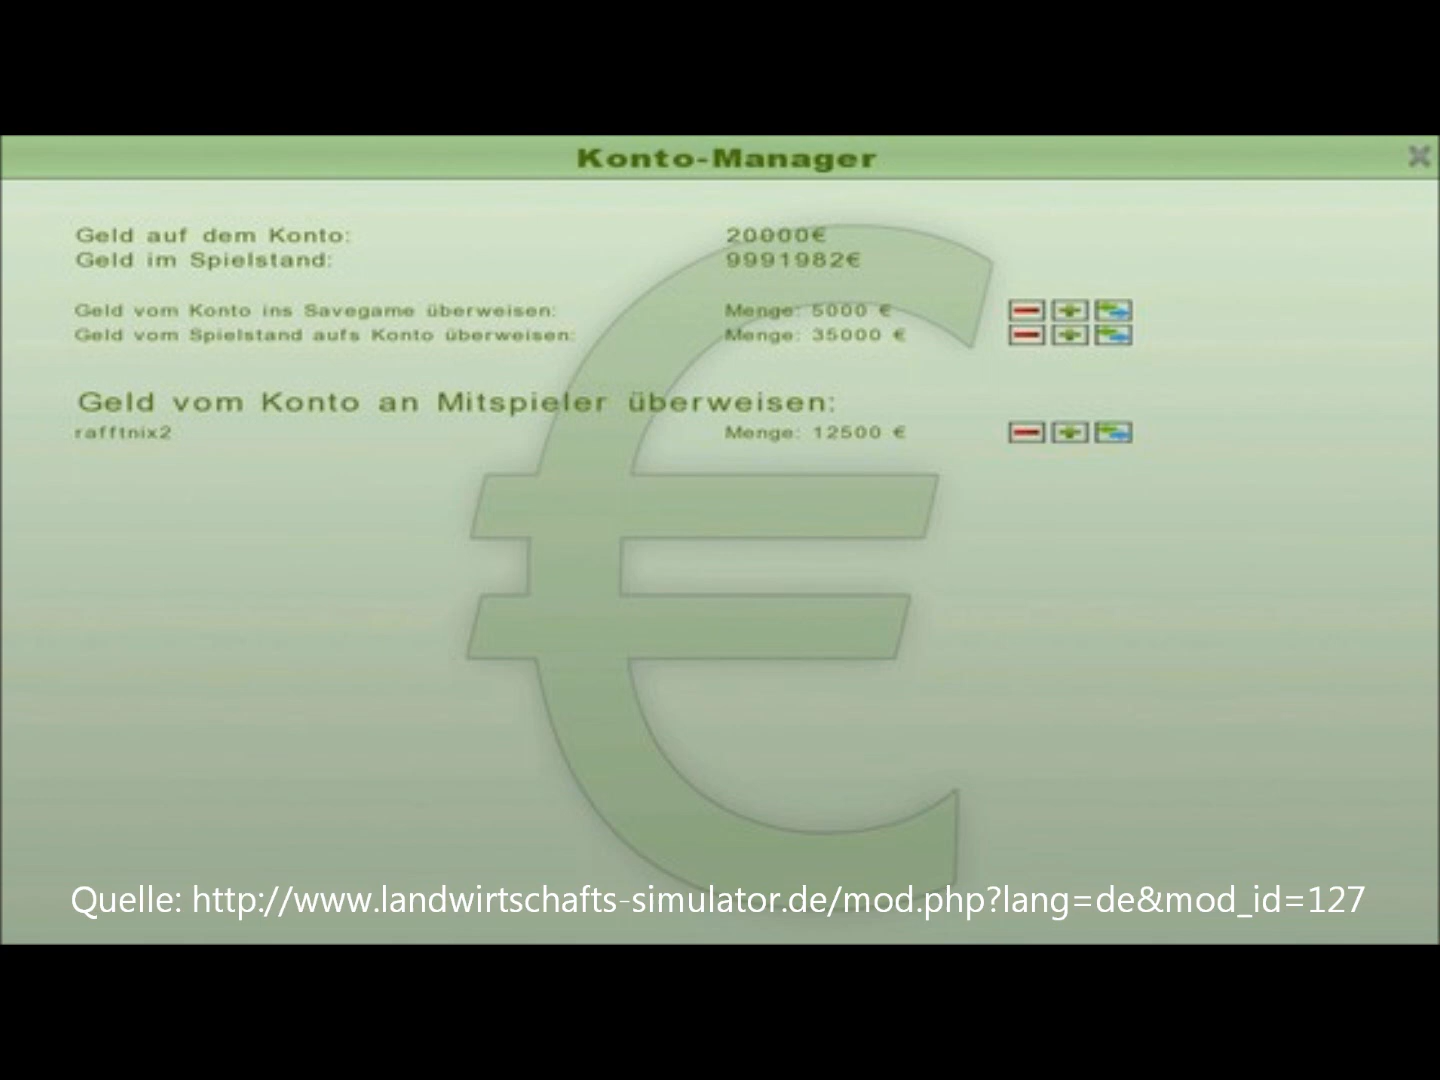 Konto-Manager
Geld auf dem Konto: 20000€
Geld im Spielstand: 9991982€
Geld vom Konto ins Savegame überweisen: Menge: 5000 €
Geld vom Spielstand aufs Konto überweisen: Menge: 35000 €
Geld vom Konto an Mitspieler überweisen:
rafftnix2 Menge: 12500 €
Quelle: http://www.landwirtschafts-simulator.de/mod.php?lang=de&mod_id=127